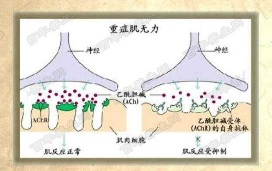 重症肌无力
神经
神经
乙酰胆碱
(ACh)
AChR
乙酰胆碱受体
(AChR)的自身抗体
肌肉细胞
肌反应正常
肌反应受抑制